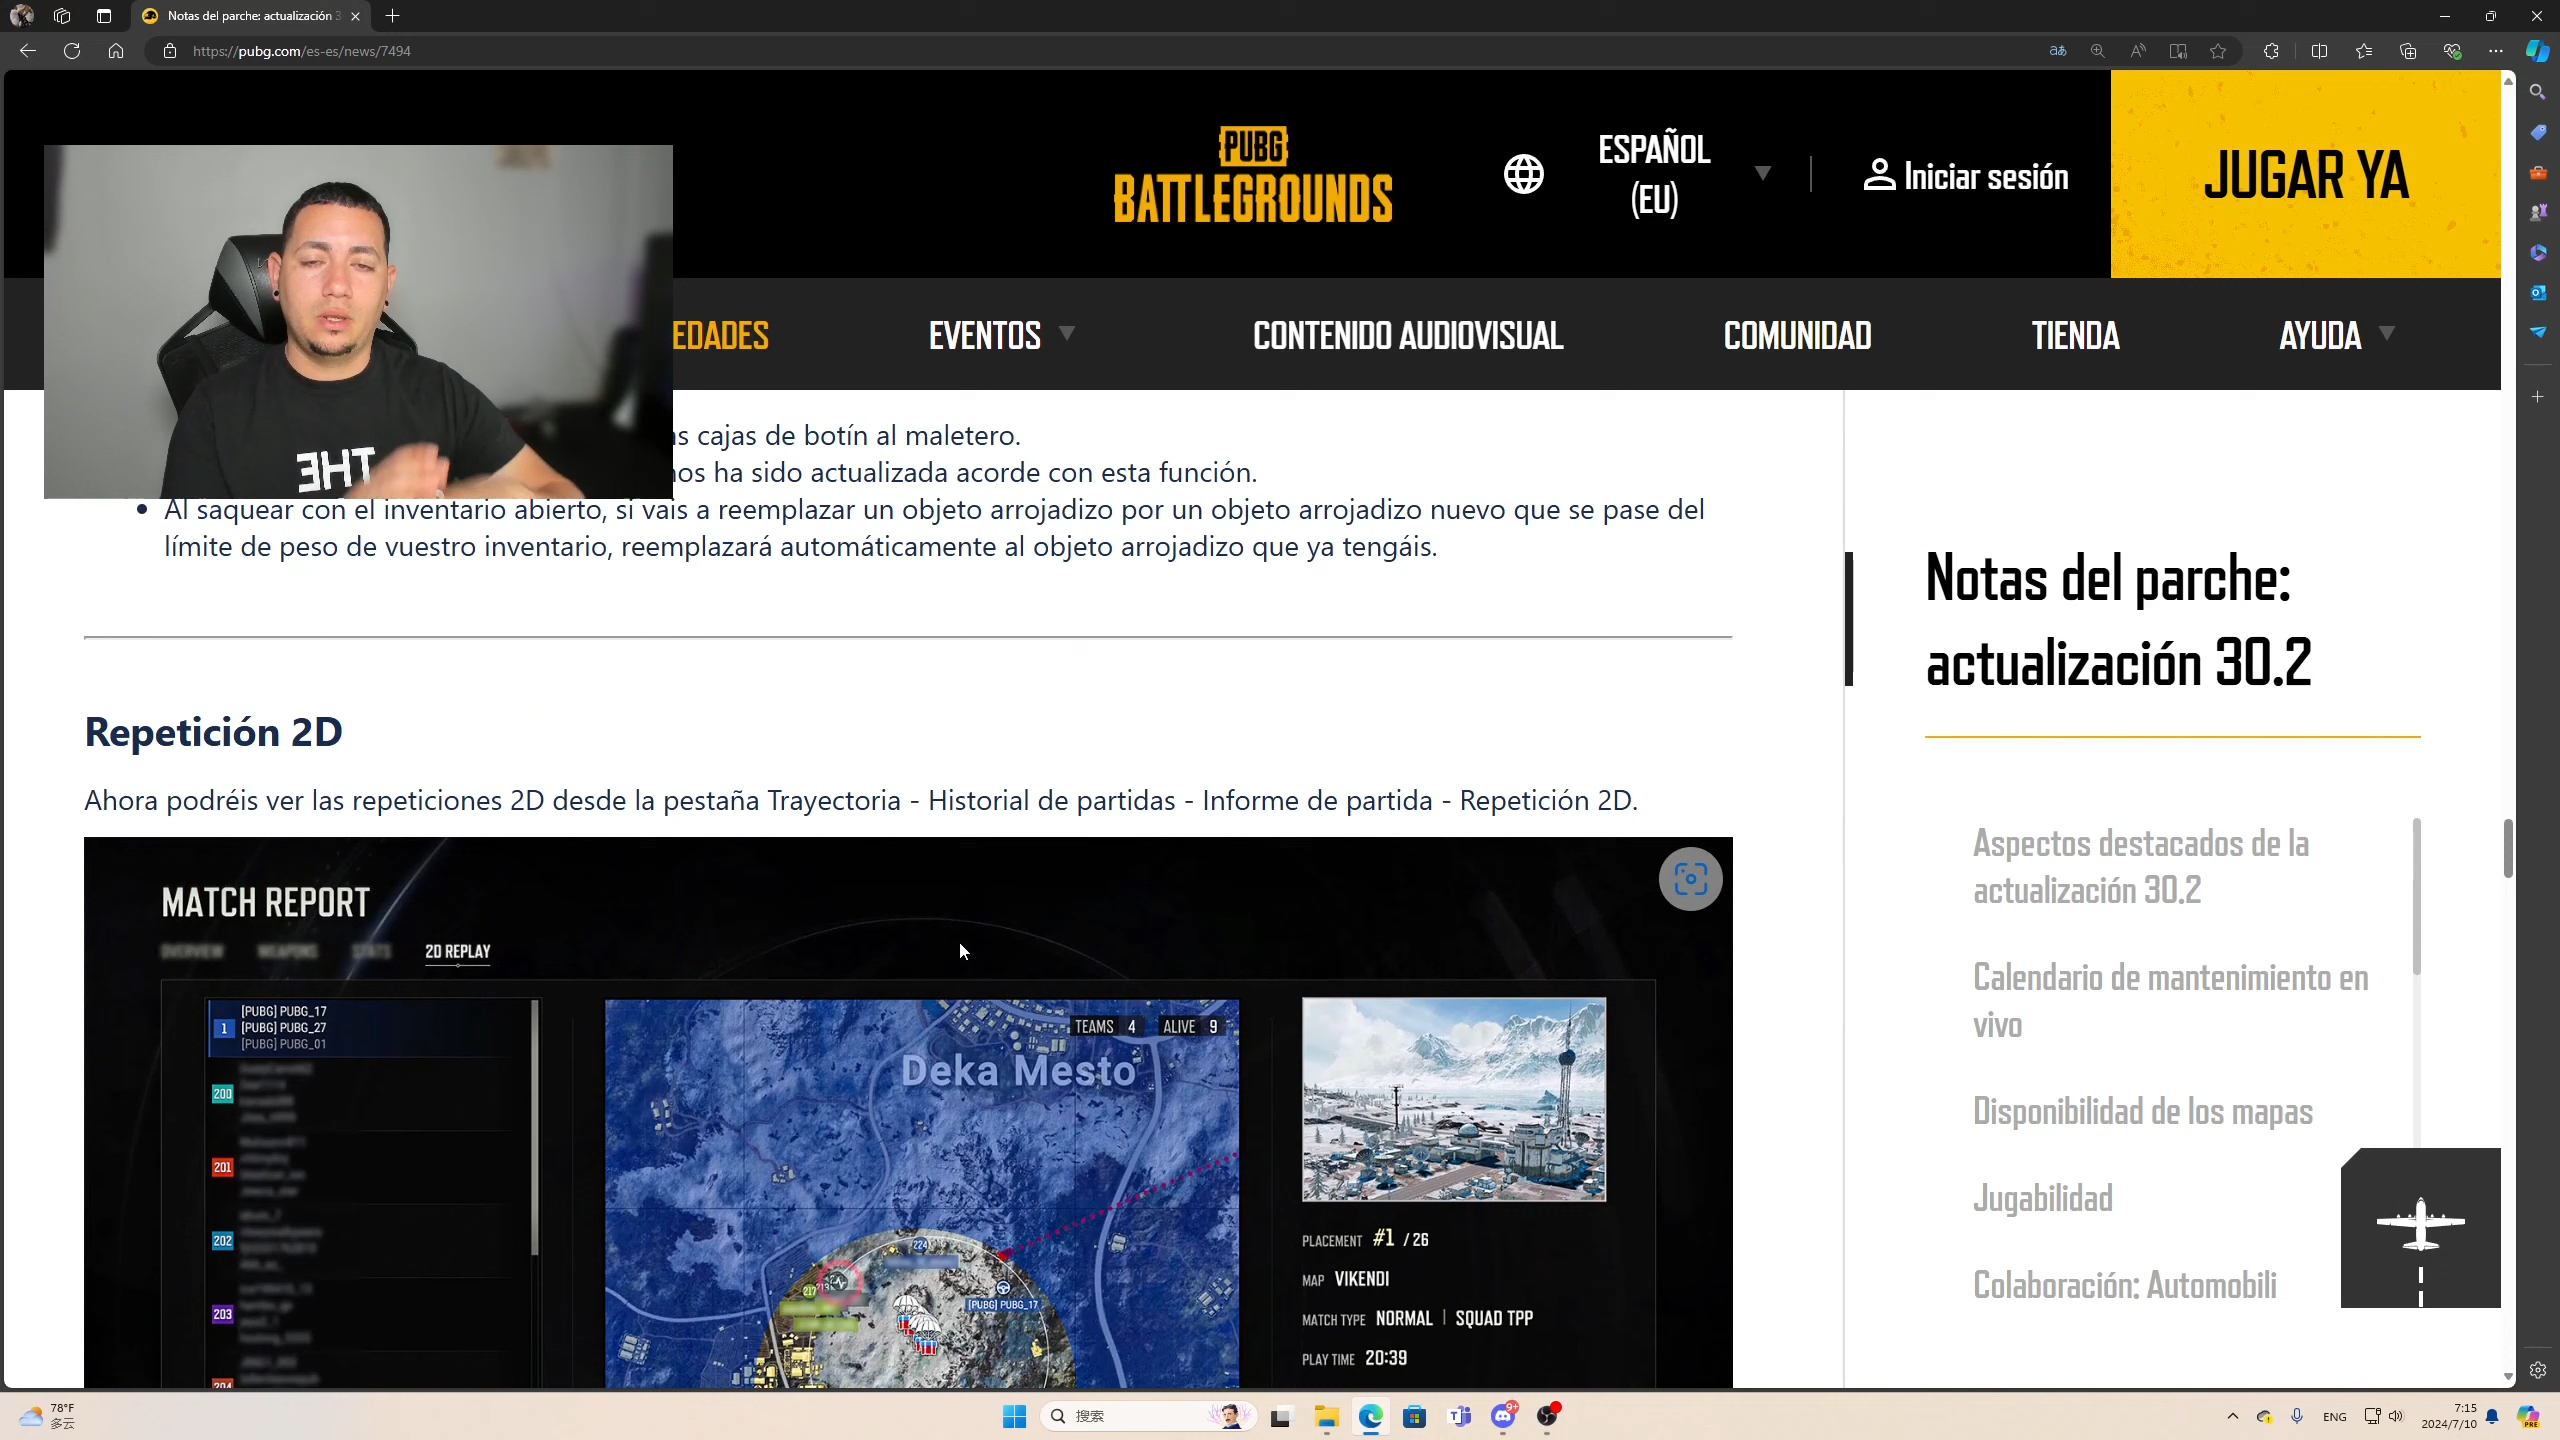 Notas del parche: actualización 3
https://pubg.com/es-es/news/7494
PUBG
BATTLEGROUNDS
ESPAÑOL
(EU)
Iniciar sesión
JUGAR YA
EDADES
EVENTOS
CONTENIDO AUDIOVISUAL
COMUNIDAD
TIENDA
AYUDA
THE
s cajas de botín al maletero.
nos ha sido actualizada acorde con esta función.
Al saquear con el inventario abierto, si vais a reemplazar un objeto arrojadizo por un objeto arrojadizo nuevo que se pase del
límite de peso de vuestro inventario, reemplazará automáticamente al objeto arrojadizo que ya tengáis.
Repetición 2D
Ahora podréis ver las repeticiones 2D desde la pestaña Trayectoria - Historial de partidas - Informe de partida - Repetición 2D.
MATCH REPORT
OVERVIEW WEAPONS STATS 2D REPLAY
1
[PUBG] PUBG_17
[PUBG] PUBG_27
[PUBG] PUBG_01
200
201
202
203
204
TEAMS 4 ALIVE 9
Deka Mesto
224
217
[PUBG] PUBG_17
PLACEMENT #1 / 26
MAP VIKENDI
MATCH TYPE NORMAL | SQUAD TPP
PLAY TIME 20:39
Notas del parche:
actualización 30.2
Aspectos destacados de la
actualización 30.2
Calendario de mantenimiento en
vivo
Disponibilidad de los mapas
Jugabilidad
Colaboración: Automobili
78°F
多云
搜索
9+
ENG
7:15
2024/7/10
PRE